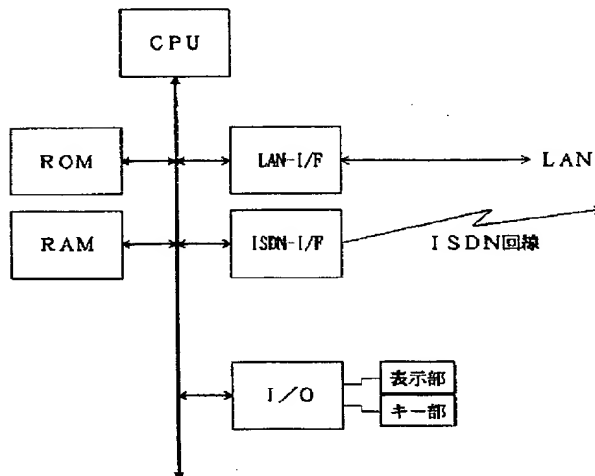 CPU
ROM
LAN-I/F
LAN
RAM
ISDN-I/F
ISDN回線
I/O
表示部
キー部